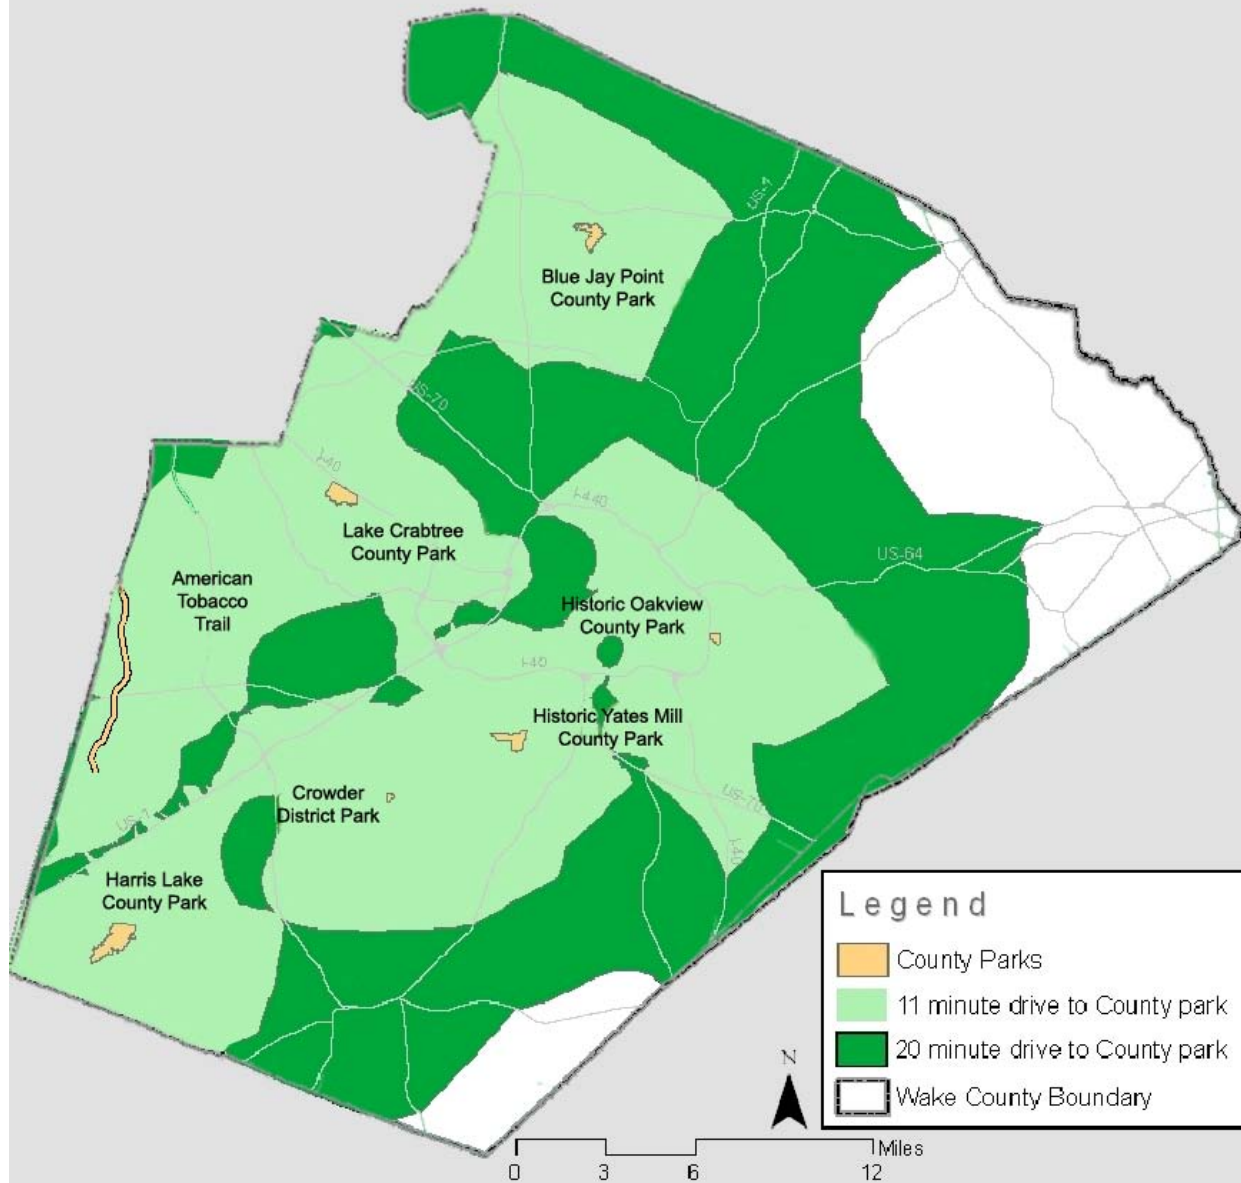 US-1
Blue Jay Point
County Park
US-70
I-40
Lake Crabtree
County Park
I-440
US-64
American
Tobacco
Trail
Historic Oakview
County Park
I-40
Historic Yates Mill
County Park
Crowder
District Park
US-70
I-40
US-1
Harris Lake
County Park
Legend
County Parks
11 minute drive to County park
20 minute drive to County park
Wake County Boundary
N
Miles
0 3 6 12